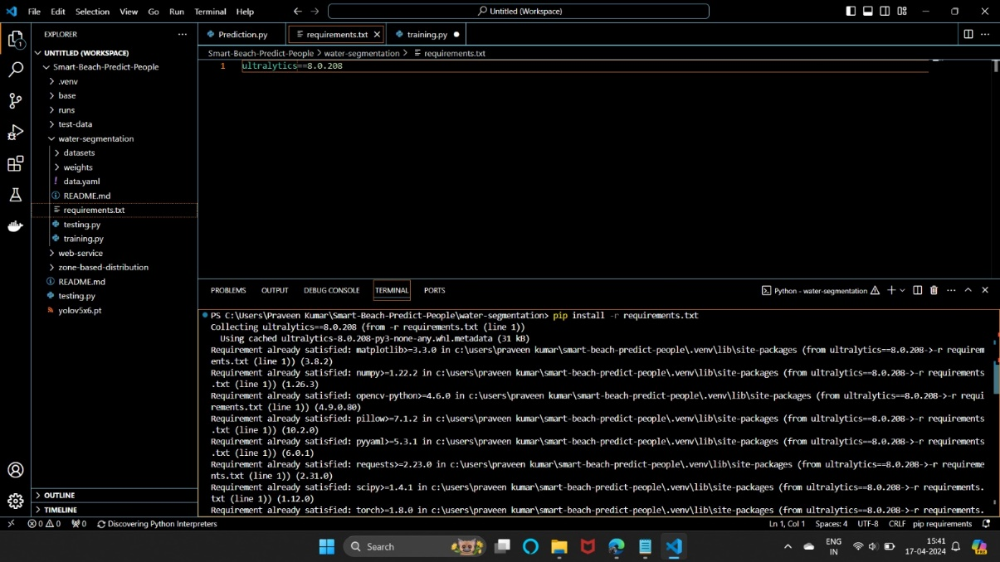 File Edit Selection View Go Run Terminal Help
Untitled (Workspace)
EXPLORER
1
UNTITLED (WORKSPACE)
Smart-Beach-Predict-People
.venv
base
runs
test-data
water-segmentation
datasets
weights
data.yaml
README.md
requirements.txt
testing.py
training.py
web-service
zone-based-distribution
README.md
testing.py
yolov5x6.pt
OUTLINE
TIMELINE
Prediction.py requirements.txt training.py
Smart-Beach-Predict-People > water-segmentation > requirements.txt
1 ultralytics==8.0.208
PROBLEMS OUTPUT DEBUG CONSOLE TERMINAL PORTS
Python - water-segmentation
PS C:\Users\Praveen Kumar\Smart-Beach-Predict-People\water-segmentation> pip install -r requirements.txt
Collecting ultralytics==8.0.208 (from -r requirements.txt (line 1))
Using cached ultralytics-8.0.208-py3-none-any.whl.metadata (31 kB)
Requirement already satisfied: matplotlib>=3.3.0 in c:\users\praveen kumar\smart-beach-predict-people\.venv\lib\site-packages (from ultralytics==8.0.208->-r requirem
ents.txt (line 1)) (3.8.2)
Requirement already satisfied: numpy>=1.22.2 in c:\users\praveen kumar\smart-beach-predict-people\.venv\lib\site-packages (from ultralytics==8.0.208->-r requirements
.txt (line 1)) (1.26.3)
Requirement already satisfied: opencv-python>=4.6.0 in c:\users\praveen kumar\smart-beach-predict-people\.venv\lib\site-packages (from ultralytics==8.0.208->-r requi
rements.txt (line 1)) (4.9.0.80)
Requirement already satisfied: pillow>=7.1.2 in c:\users\praveen kumar\smart-beach-predict-people\.venv\lib\site-packages (from ultralytics==8.0.208->-r requirements
.txt (line 1)) (10.2.0)
Requirement already satisfied: pyyaml>=5.3.1 in c:\users\praveen kumar\smart-beach-predict-people\.venv\lib\site-packages (from ultralytics==8.0.208->-r requirements
.txt (line 1)) (6.0.1)
Requirement already satisfied: requests>=2.23.0 in c:\users\praveen kumar\smart-beach-predict-people\.venv\lib\site-packages (from ultralytics==8.0.208->-r requireme
nts.txt (line 1)) (2.31.0)
Requirement already satisfied: scipy>=1.4.1 in c:\users\praveen kumar\smart-beach-predict-people\.venv\lib\site-packages (from ultralytics==8.0.208->-r requirements.
txt (line 1)) (1.12.0)
Requirement already satisfied: torch>=1.8.0 in c:\users\praveen kumar\smart-beach-predict-people\.venv\lib\site-packages (from ultralytics==8.0.208->-r requirements.
0 0 0 Discovering Python Interpreters
Ln 1, Col 1 Spaces: 4 UTF-8 CRLF pip requirements
Search
ENG
IN
15:41
17-04-2024
PRE